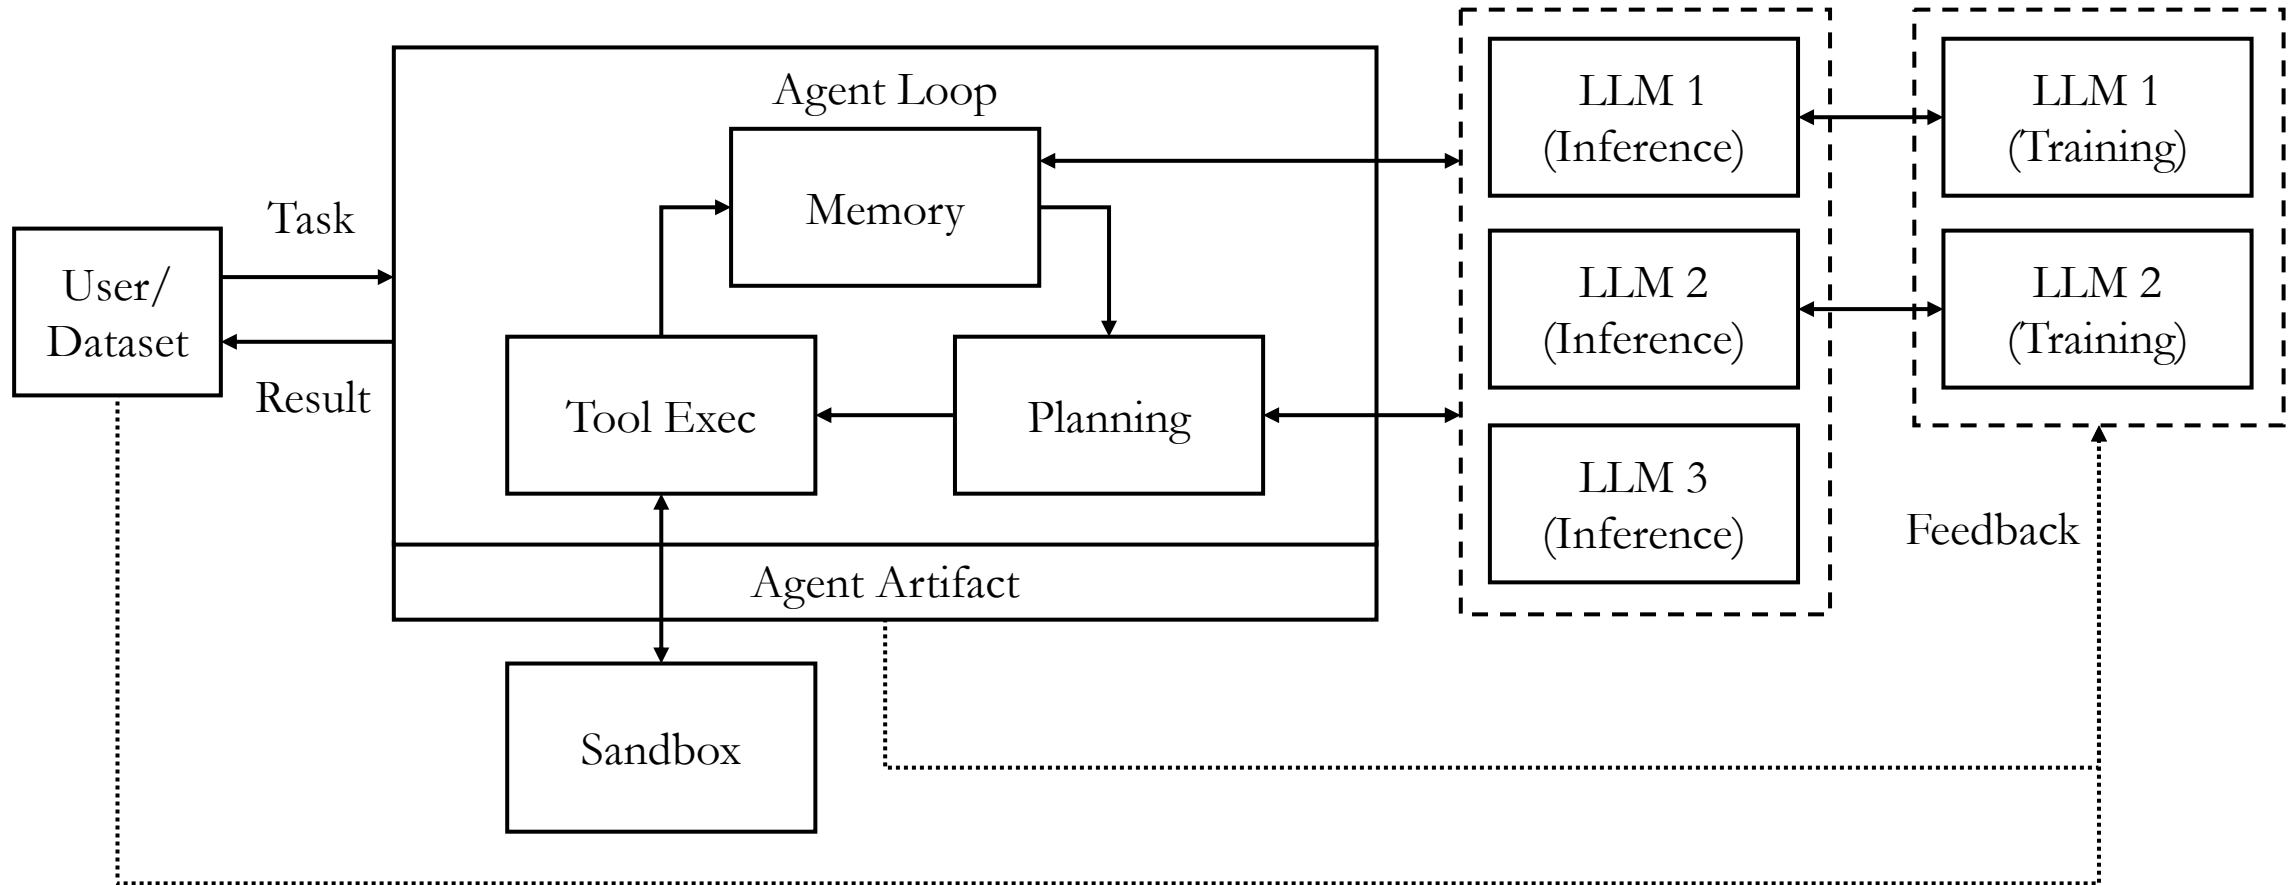 User/
Dataset
Task
Result
Agent Loop
Memory
Tool Exec
Planning
Agent Artifact
Sandbox
LLM 1
(Inference)
LLM 2
(Inference)
LLM 3
(Inference)
LLM 1
(Training)
LLM 2
(Training)
Feedback